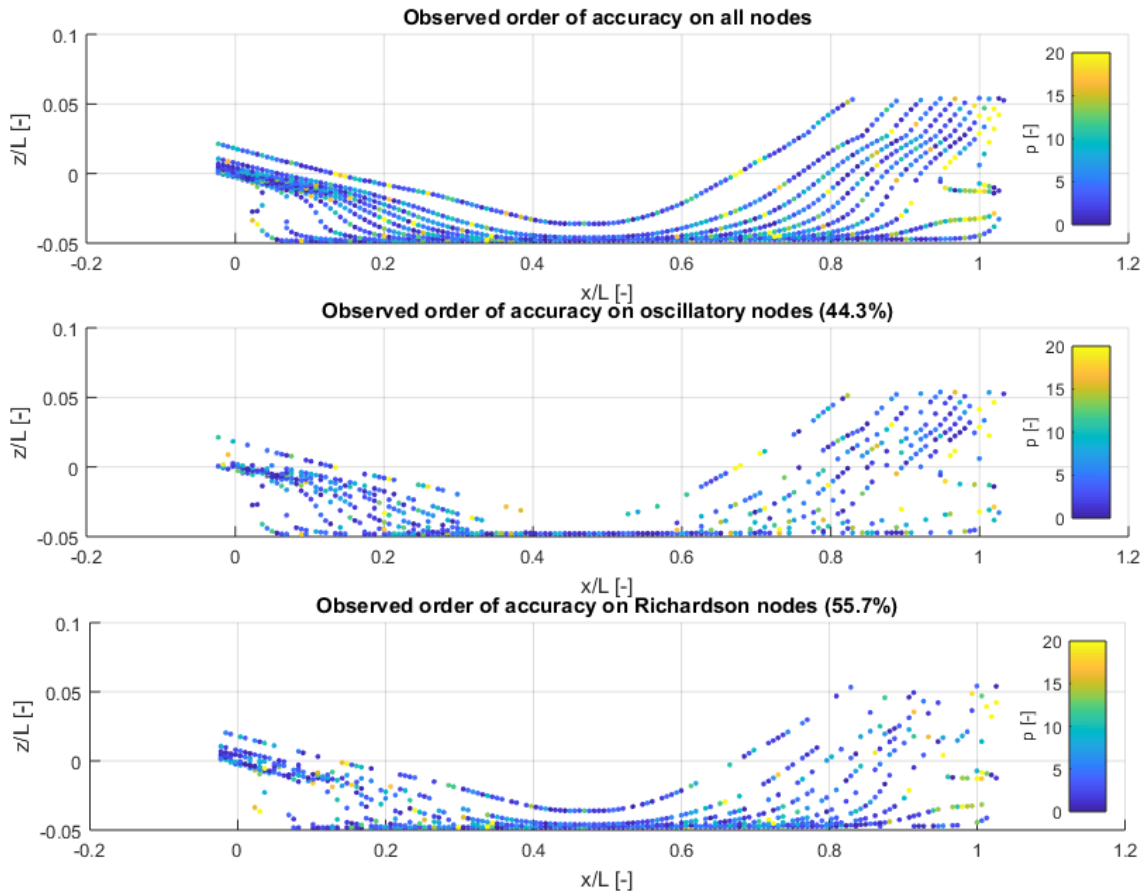 Observed order of accuracy on all nodes
0.1
0.05
0
-0.05
z/L [-]
-0.2 0 0.2 0.4 0.6 0.8 1 1.2
x/L [-]
20
15
10
5
0
p [-]
Observed order of accuracy on oscillatory nodes (44.3%)
0.1
0.05
0
-0.05
z/L [-]
-0.2 0 0.2 0.4 0.6 0.8 1 1.2
x/L [-]
20
15
10
5
0
p [-]
Observed order of accuracy on Richardson nodes (55.7%)
0.1
0.05
0
-0.05
z/L [-]
-0.2 0 0.2 0.4 0.6 0.8 1 1.2
x/L [-]
20
15
10
5
0
p [-]